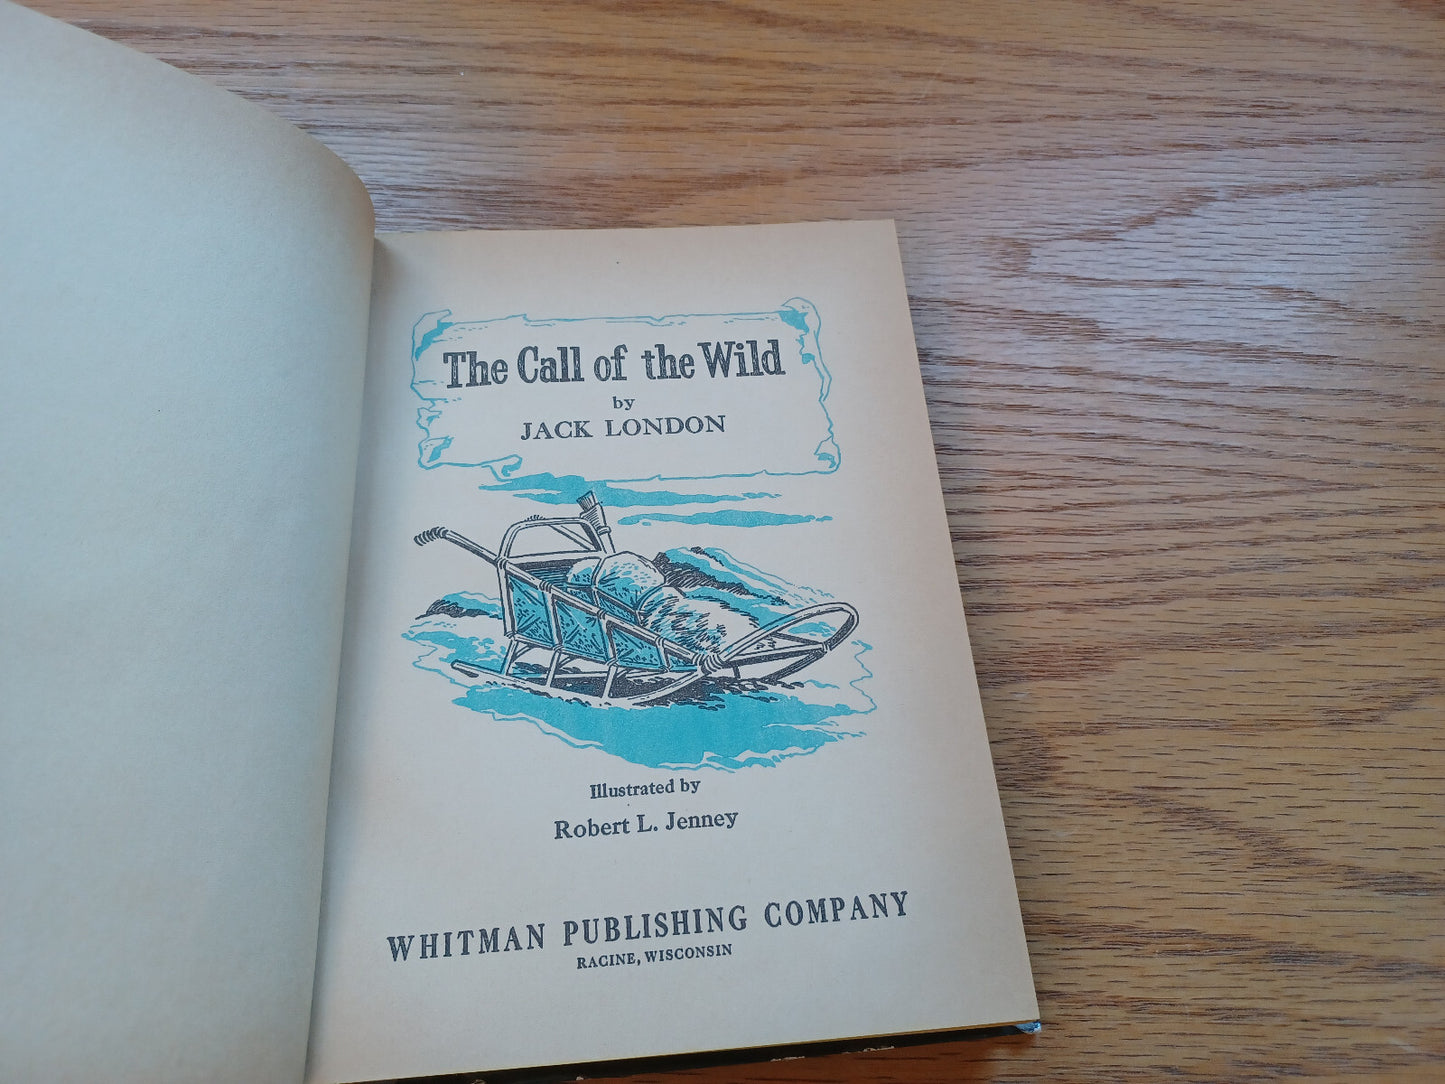 The Call of the Wild
by
JACK LONDON
Illustrated by
Robert L. Jenney
WHITMAN PUBLISHING COMPANY
RACINE, WISCONSIN